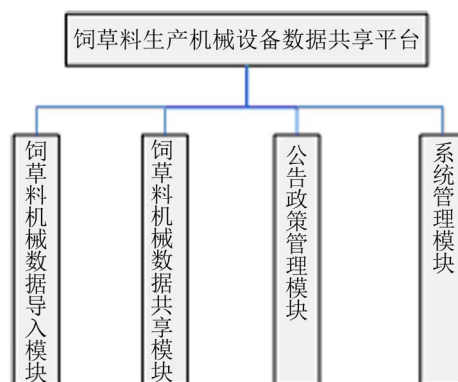 饲草料生产机械设备数据共享平台
饲草料机械数据导入模块
饲草料机械数据共享模块
公告政策管理模块
系统管理模块